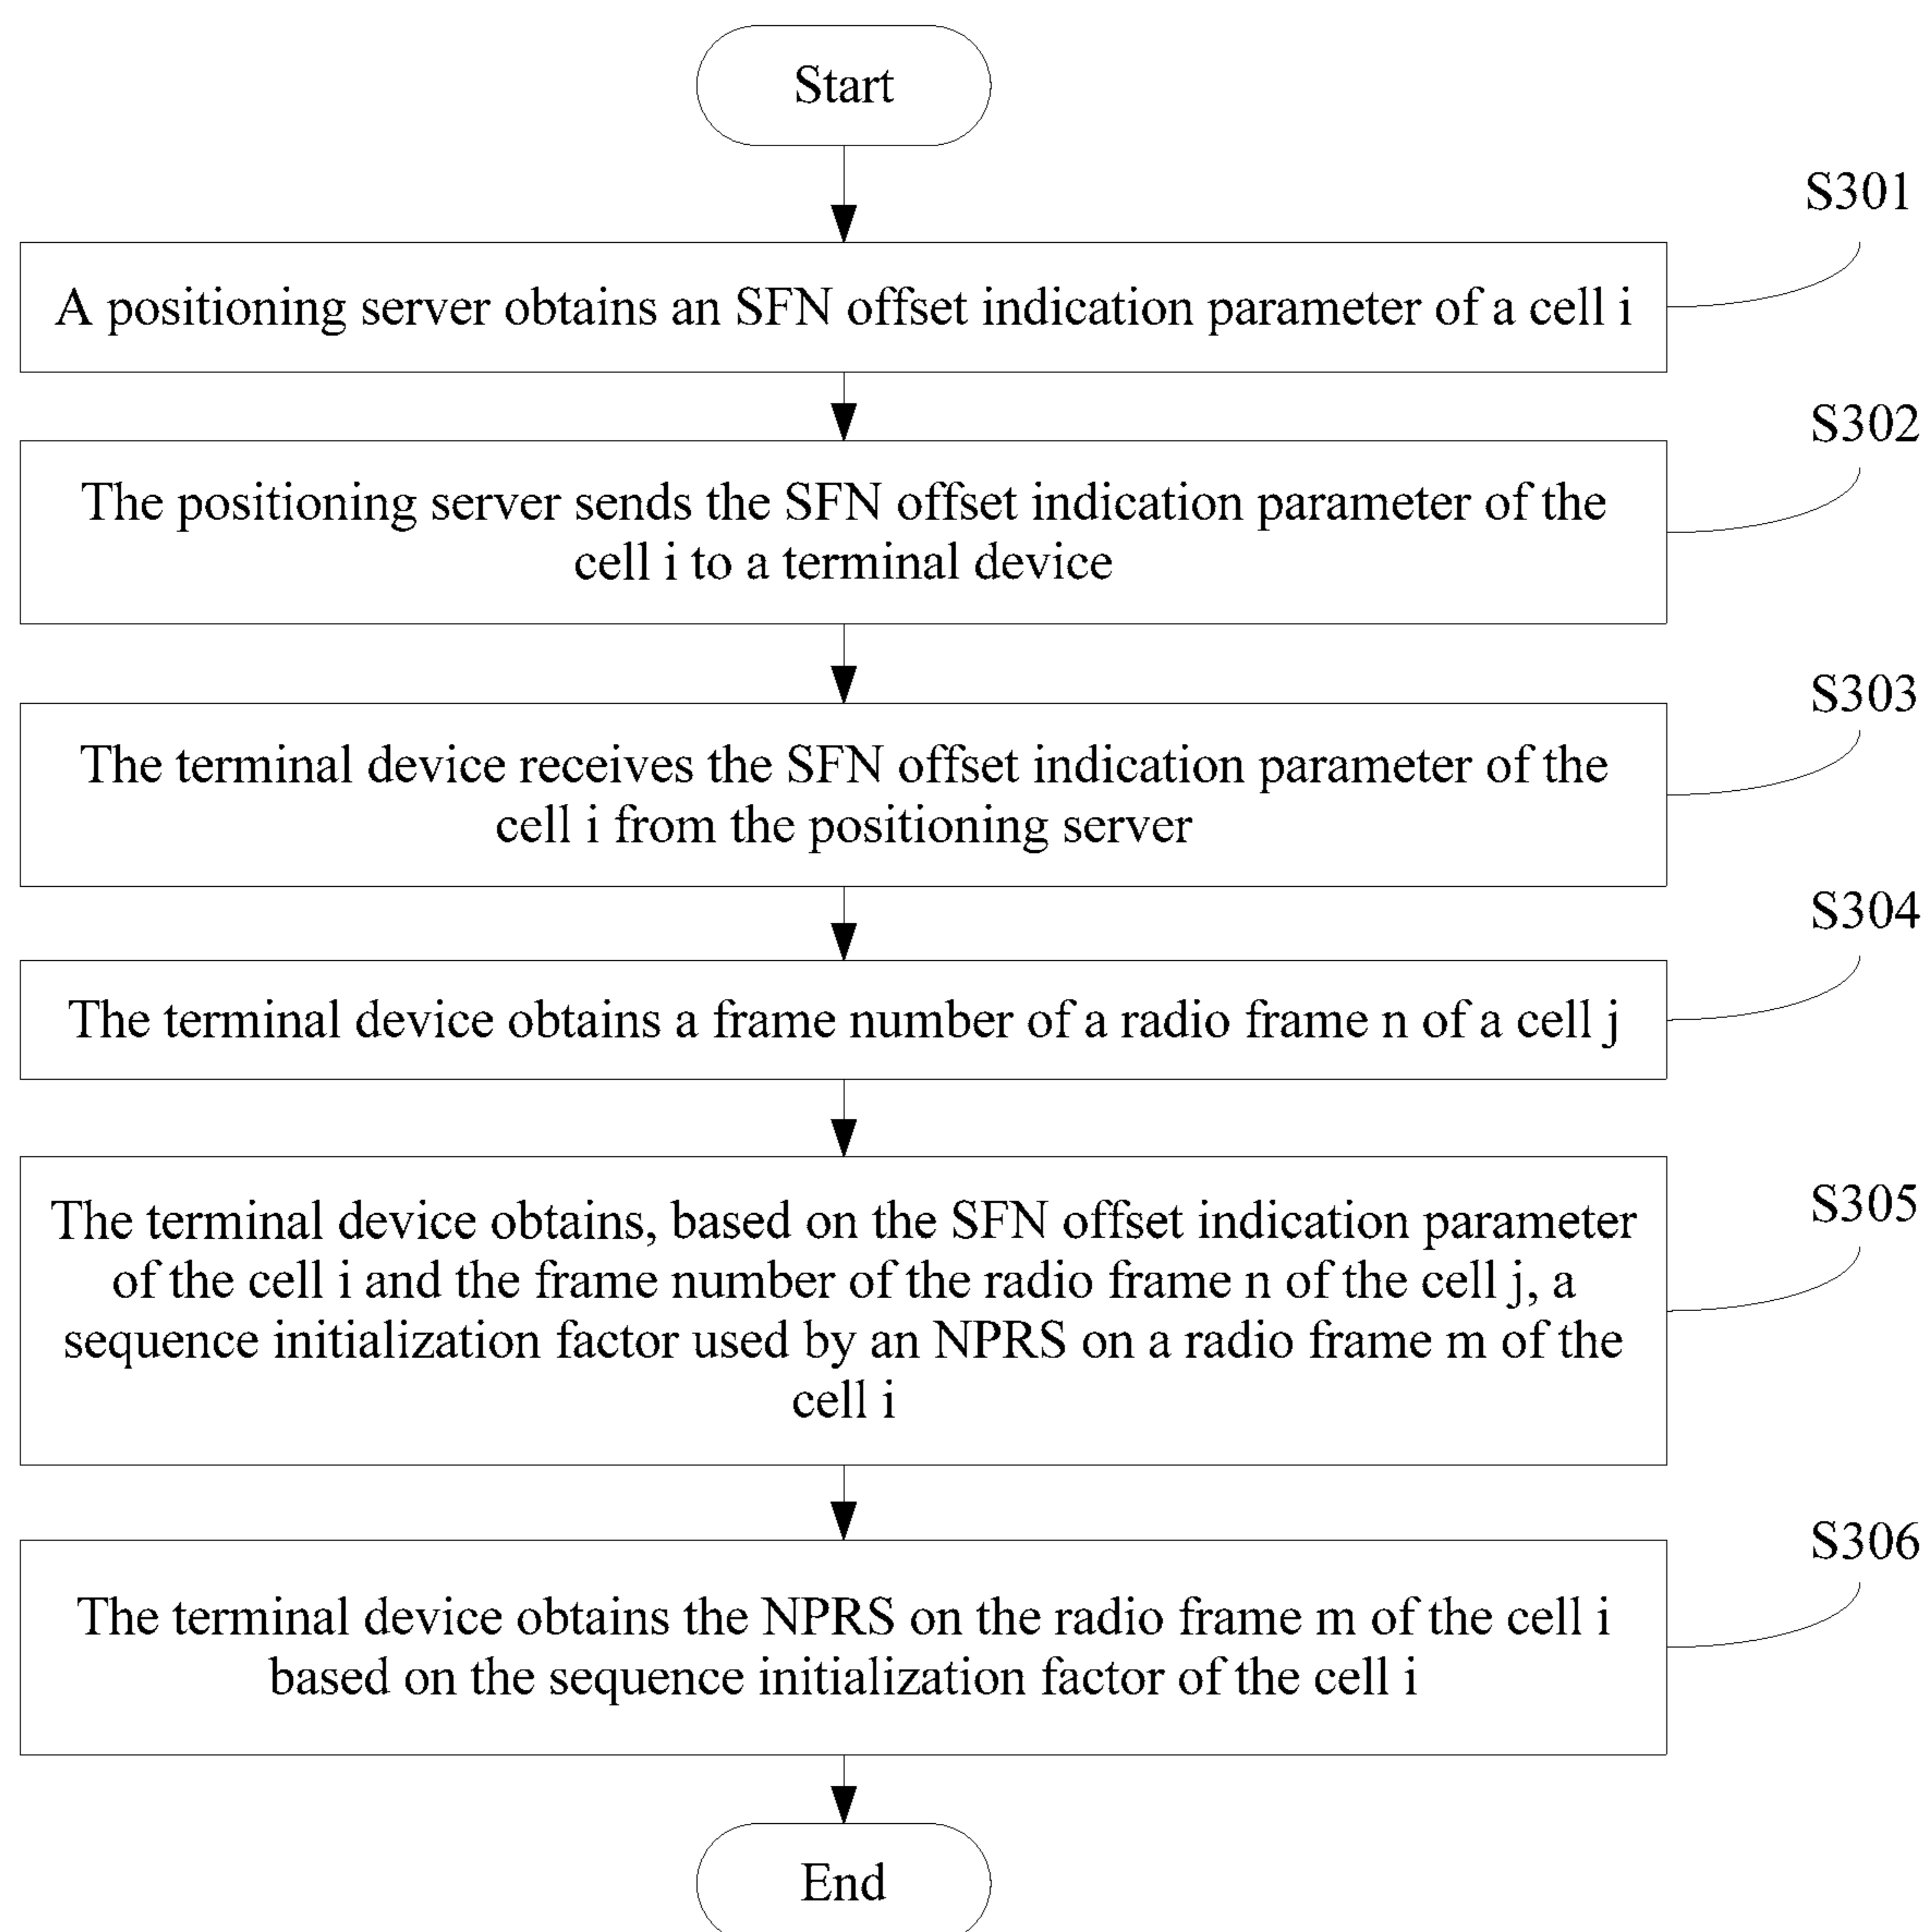 Start
S301
A positioning server obtains an SFN offset indication parameter of a cell i
S302
The positioning server sends the SFN offset indication parameter of the
cell i to a terminal device
S303
The terminal device receives the SFN offset indication parameter of the
cell i from the positioning server
S304
The terminal device obtains a frame number of a radio frame n of a cell j
S305
The terminal device obtains, based on the SFN offset indication parameter
of the cell i and the frame number of the radio frame n of the cell j, a
sequence initialization factor used by an NPRS on a radio frame m of the
cell i
S306
The terminal device obtains the NPRS on the radio frame m of the cell i
based on the sequence initialization factor of the cell i
End